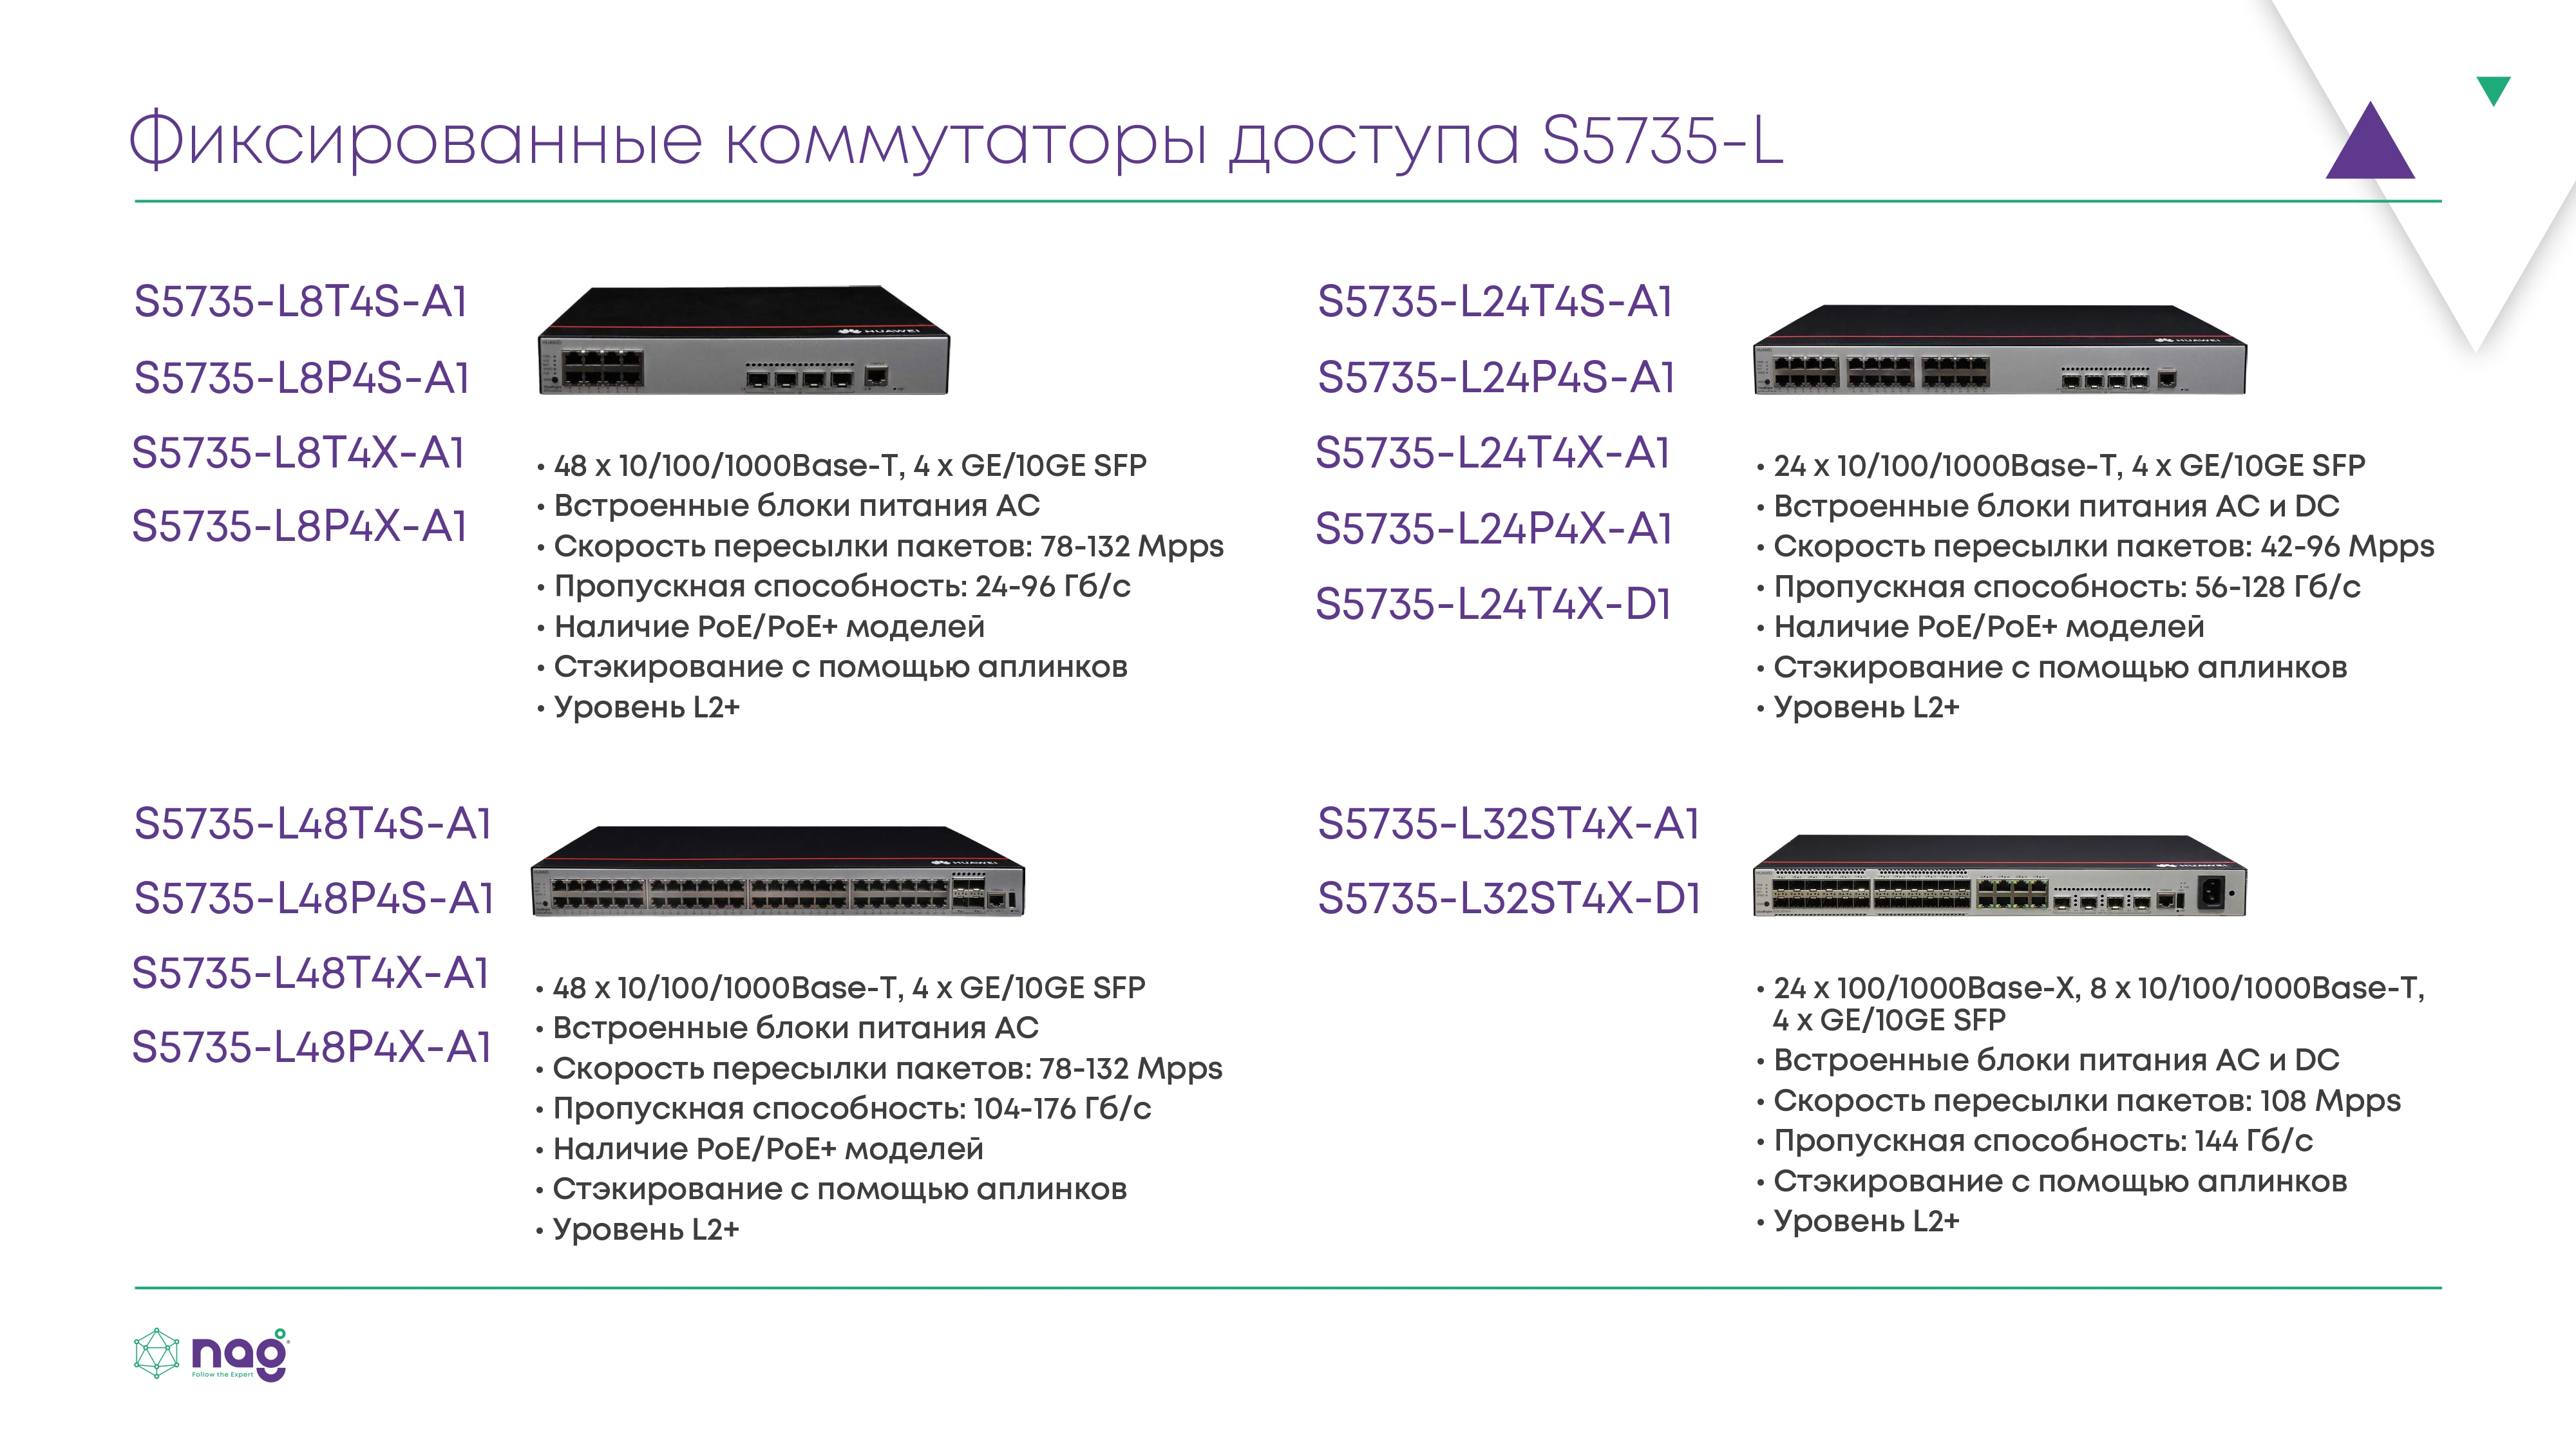 Фиксированные коммутаторы доступа S5735-L
S5735-L8T4S-A1
S5735-L8P4S-A1
S5735-L8T4X-A1
S5735-L8P4X-A1
HUAWEI
• 48 x 10/100/1000Base-T, 4 x GE/10GE SFP
• Встроенные блоки питания AC
• Скорость пересылки пакетов: 78-132 Mpps
• Пропускная способность: 24-96 Гб/с
• Наличие PoE/PoE+ моделей
• Стэкирование с помощью аплинков
• Уровень L2+
S5735-L24T4S-A1
S5735-L24P4S-A1
S5735-L24T4X-A1
S5735-L24P4X-A1
S5735-L24T4X-D1
HUAWEI
• 24 x 10/100/1000Base-T, 4 x GE/10GE SFP
• Встроенные блоки питания AC и DC
• Скорость пересылки пакетов: 42-96 Mpps
• Пропускная способность: 56-128 Гб/с
• Наличие PoE/PoE+ моделей
• Стэкирование с помощью аплинков
• Уровень L2+
S5735-L48T4S-A1
S5735-L48P4S-A1
S5735-L48T4X-A1
S5735-L48P4X-A1
HUAWEI
• 48 x 10/100/1000Base-T, 4 x GE/10GE SFP
• Встроенные блоки питания AC
• Скорость пересылки пакетов: 78-132 Mpps
• Пропускная способность: 104-176 Гб/с
• Наличие PoE/PoE+ моделей
• Стэкирование с помощью аплинков
• Уровень L2+
S5735-L32ST4X-A1
S5735-L32ST4X-D1
HUAWEI
• 24 x 100/1000Base-X, 8 x 10/100/1000Base-T,
4 x GE/10GE SFP
• Встроенные блоки питания AC и DC
• Скорость пересылки пакетов: 108 Mpps
• Пропускная способность: 144 Гб/с
• Стэкирование с помощью аплинков
• Уровень L2+
nag
Follow the Expert